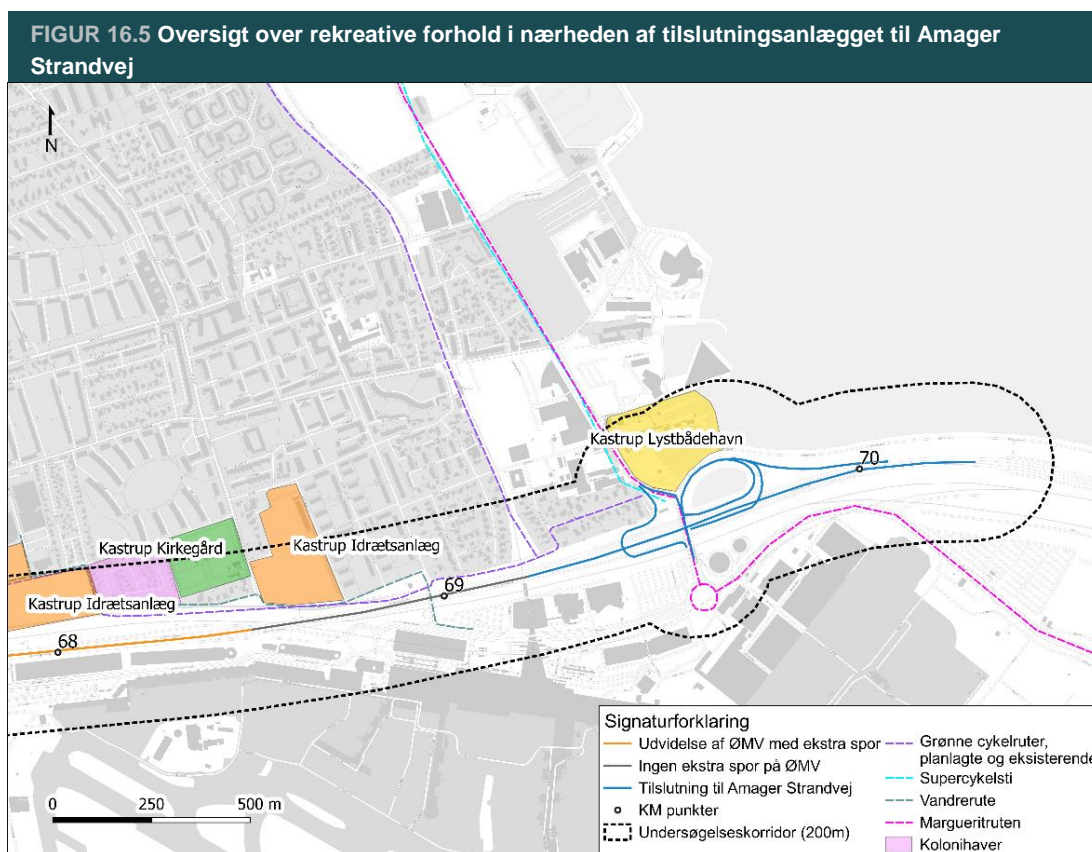 FIGUR 16.5 Oversigt over rekreative forhold i nærheden af tilslutningsanlægget til Amager
Strandvej
N
Kastrup Lystbådehavn
70
Kastrup Kirkegård
Kastrup Idrætsanlæg
69
Kastrup Idrætsanlæg
68
0 250 500 m
Signaturforklaring
Udvidelse af ØMV med ekstra spor
Ingen ekstra spor på ØMV
Tilslutning til Amager Strandvej
KM punkter
Undersøgelseskorridor (200m)
Grønne cykelruter,
planlagte og eksisterende
Supercykelsti
Vandrerute
Margueritruten
Kolonihaver